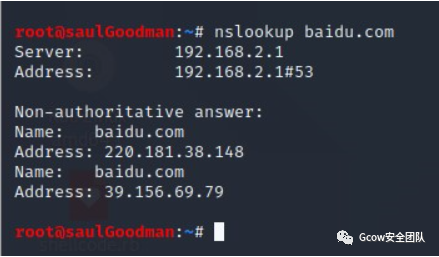 root@saulGoodman:~# nslookup baidu.com
Server:         192.168.2.1
Address:        192.168.2.1#53
Non-authoritative answer:
Name:   baidu.com
Address: 220.181.38.148
Name:   baidu.com
Address: 39.156.69.79
root@saulGoodman:~#
Gcow安全团队